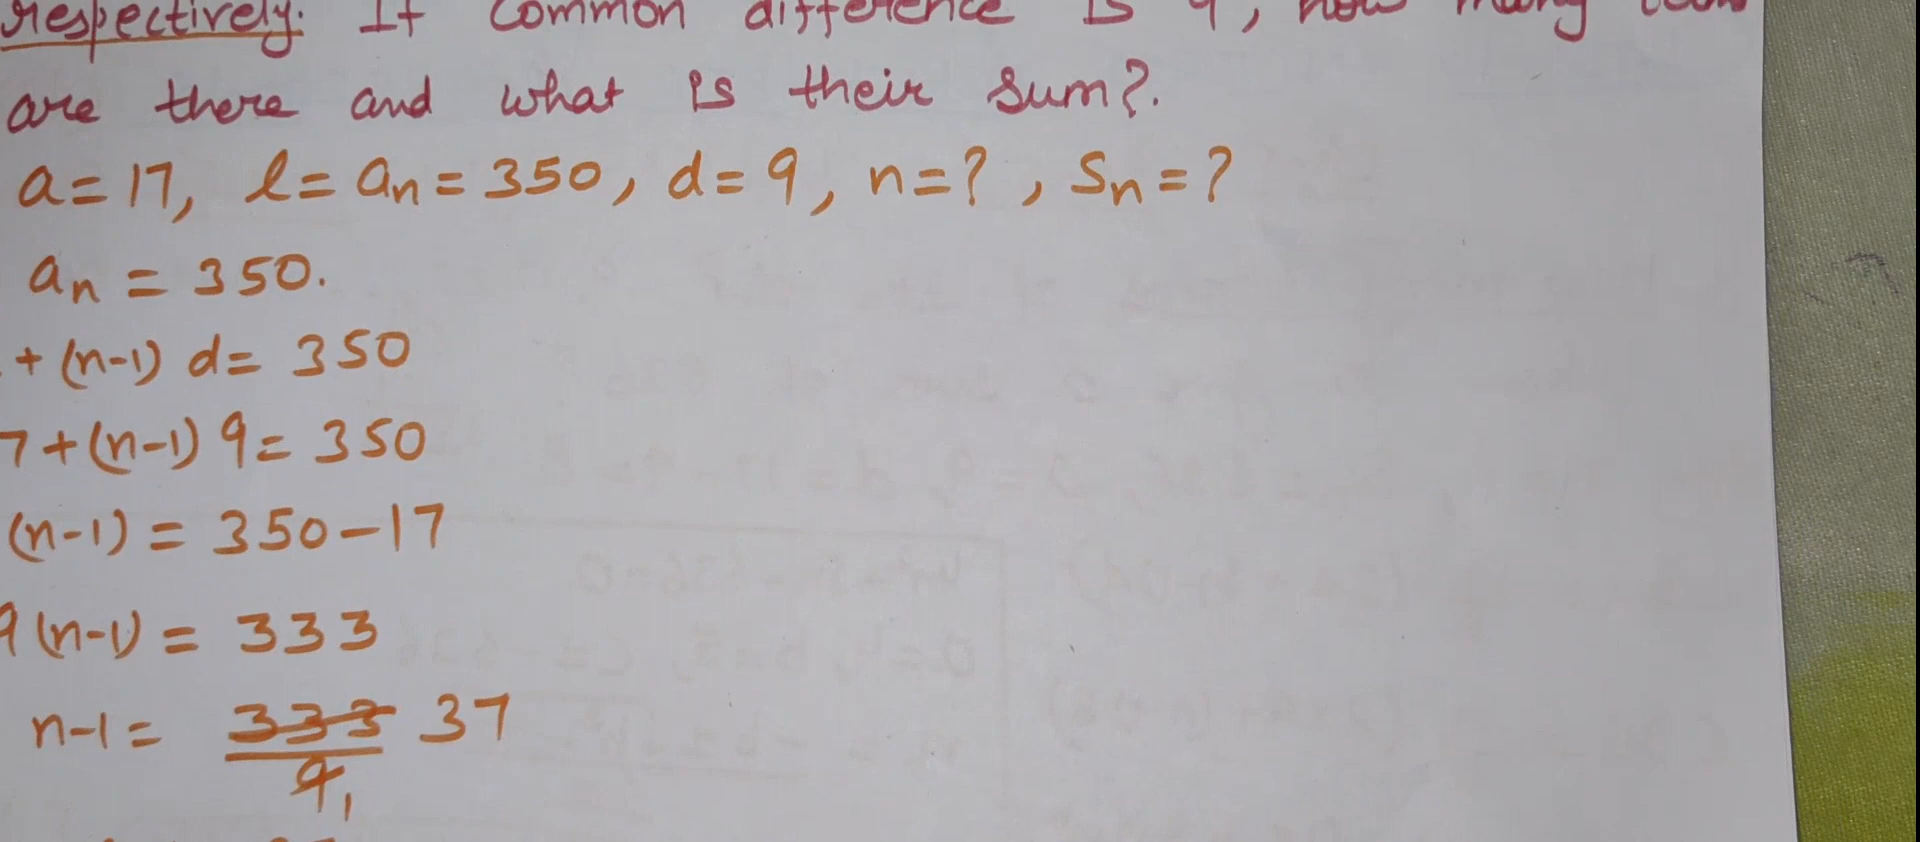 respectively. If common difference is 9, how many
are there and what is their sum?.
a = 17, l = an = 350, d = 9, n = ?, Sn = ?
an = 350.
+ (n-1) d = 350
7 + (n-1) 9 = 350
(n-1) = 350 - 17
9 (n-1) = 333
n-1 = 333/9, 37